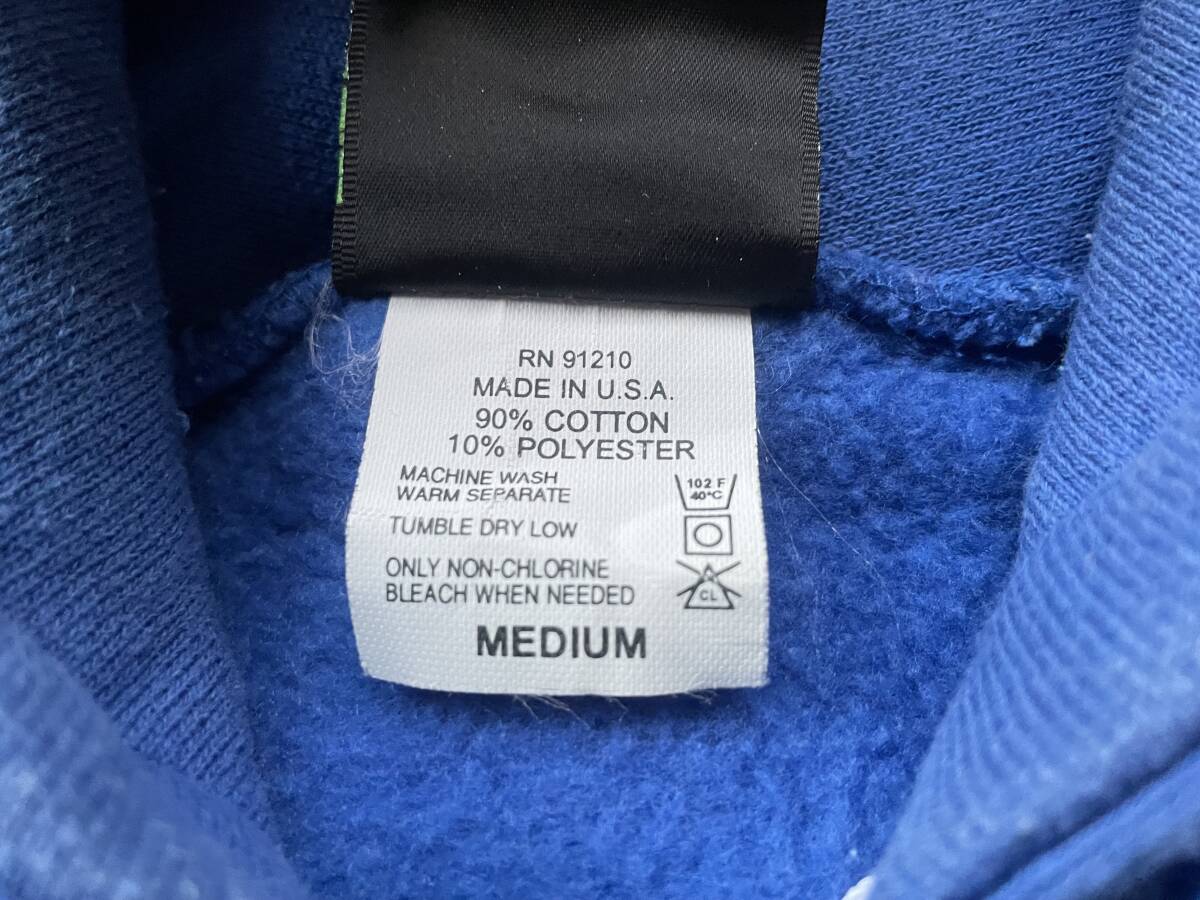 RN 91210
MADE IN U.S.A.
90% COTTON
10% POLYESTER
MACHINE WASH
WARM SEPARATE
102 F
40°C
TUMBLE DRY LOW
ONLY NON-CHLORINE
BLEACH WHEN NEEDED
CL
MEDIUM